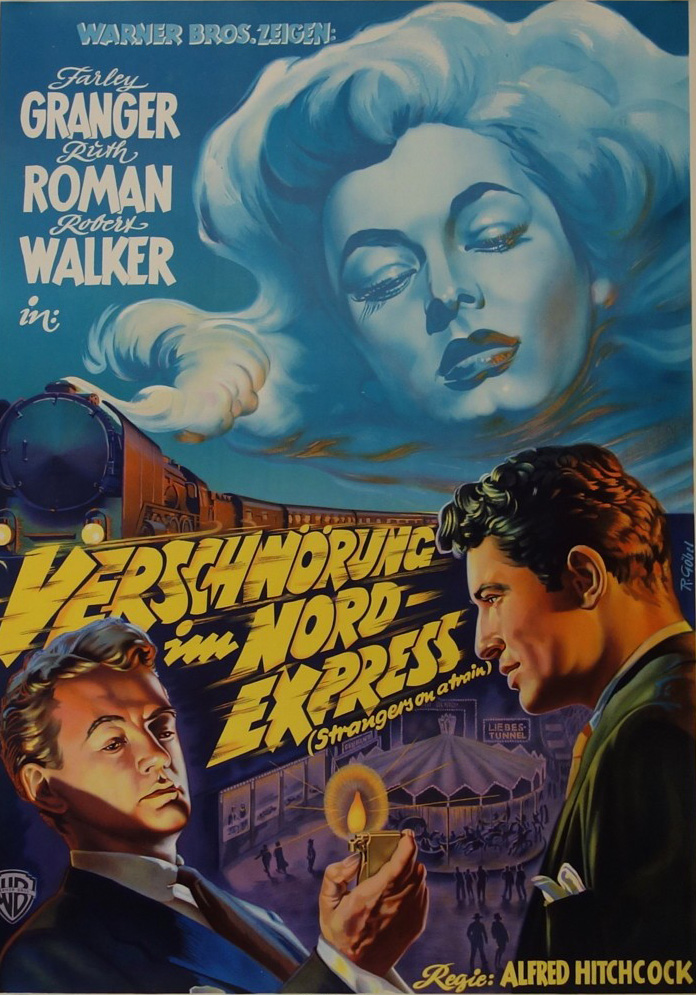 WARNER BROS. ZEIGEN:
Farley
GRANGER
Ruth
ROMAN
Robert
WALKER
in:
VERSCHWÖRUNG
im NORD-
EXPRESS
(Strangers on a train)
LIEBES-
TUNNEL
R. Göbel
WB
Regie: ALFRED HITCHCOCK